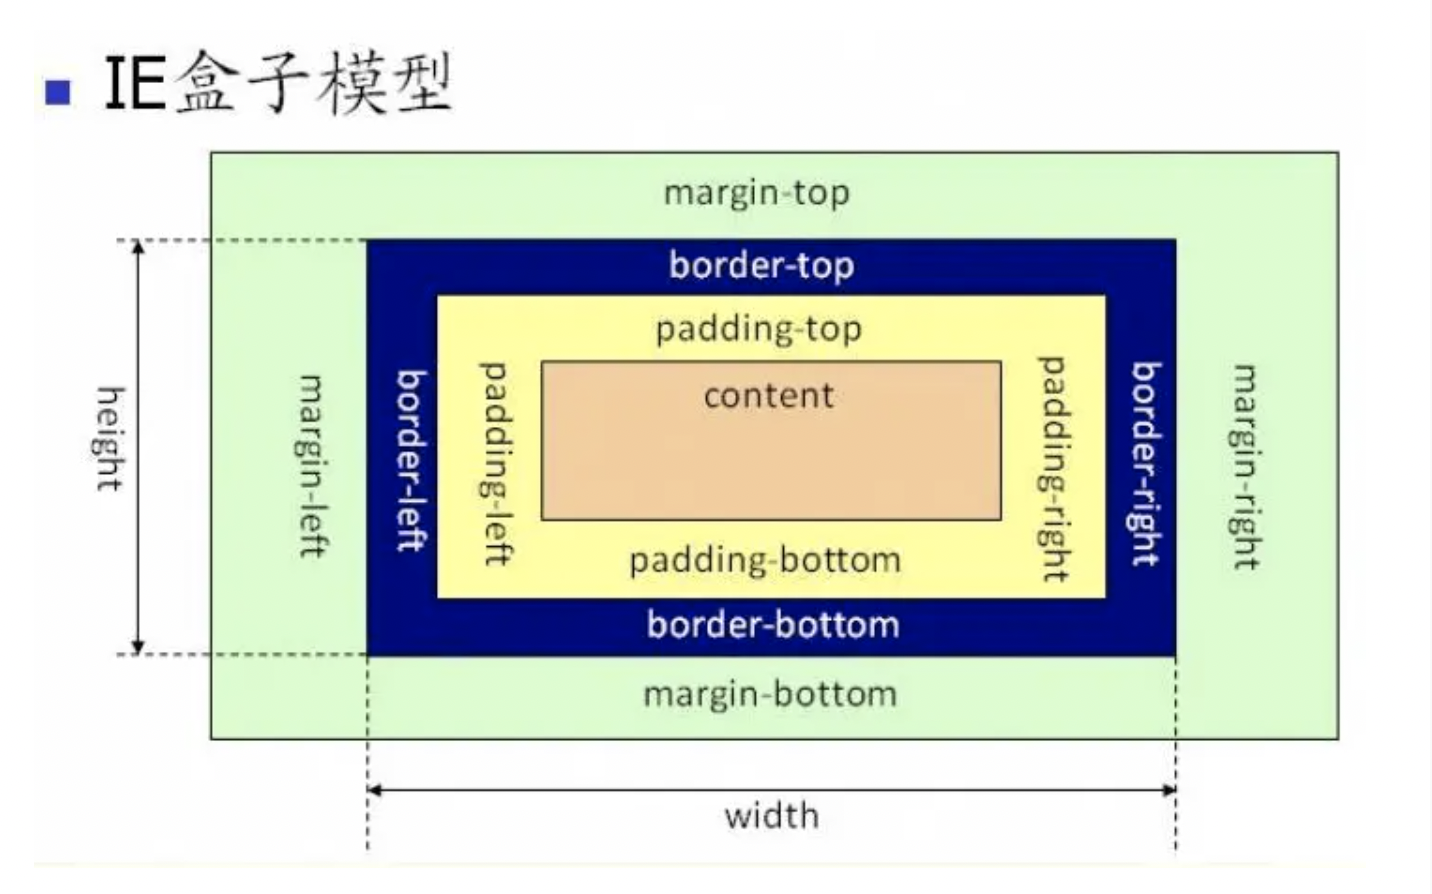 IE盒子模型
margin-top
border-top
padding-top
content
height
margin-left
border-left
padding-left
padding-right
border-right
margin-right
padding-bottom
border-bottom
margin-bottom
width